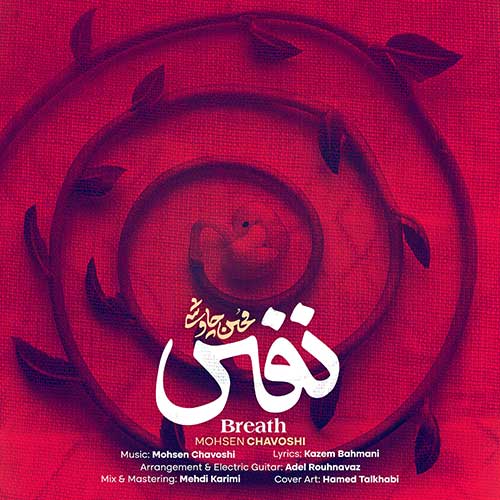 محسن چاوشی
نفس
Breath
MOHSEN CHAVOSHI
Music: Mohsen Chavoshi Lyrics: Kazem Bahmani
Arrangement & Electric Guitar: Adel Rouhnavaz
Mix & Mastering: Mehdi Karimi Cover Art: Hamed Talkhabi